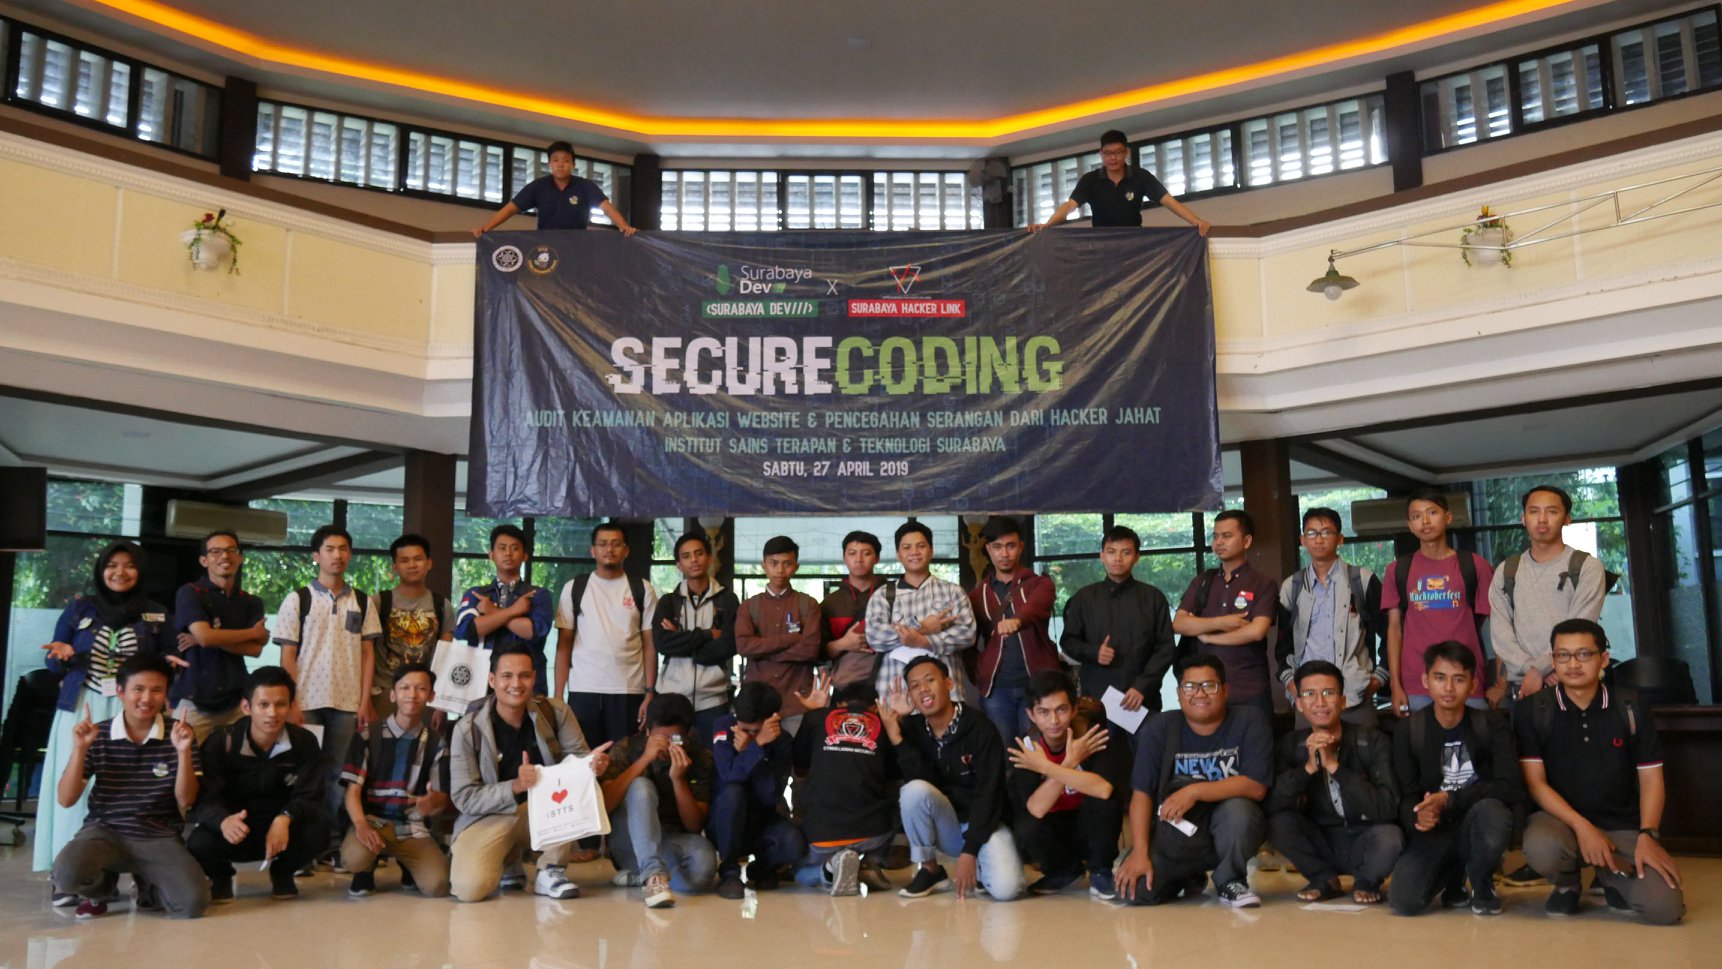 Surabaya
Dev
X
<SURABAYA DEV///>
SURABAYA HACKER LINK
SECURECODING
AUDIT KEAMANAN APLIKASI WEBSITE & PENCEGAHAN SERANGAN DARI HACKER JAHAT
INSTITUT SAINS TERAPAN & TEKNOLOGI SURABAYA
SABTU, 27 APRIL 2019
Hacktoberfest
NEW
I
iSTTS